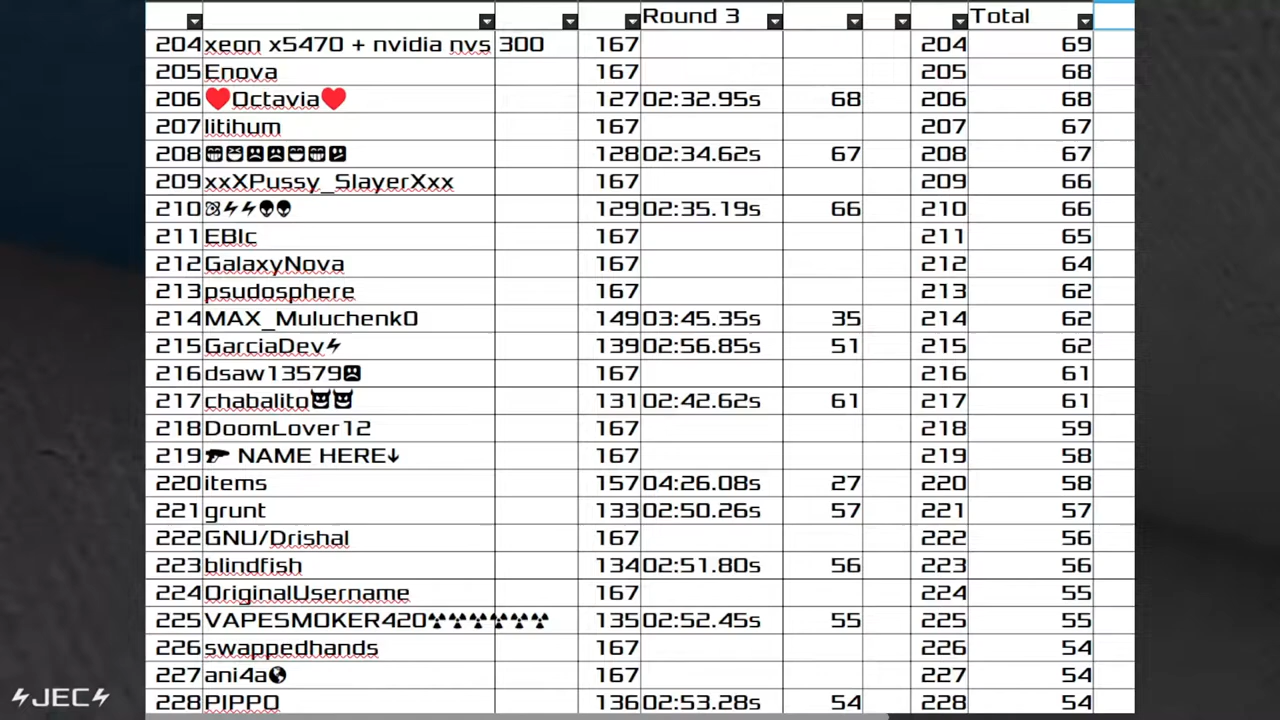 Round 3 Total
204 xeon x5470 + nvidia nvs 300 167 204 69
205 Enova 167 205 68
206 ❤️Octavia❤️ 127 02:32.95s 68 206 68
207 litihum 167 207 67
208 128 02:34.62s 67 208 67
209 xxXPussy_SlayerXxx 167 209 66
210 ⚡⚡👽👽 129 02:35.19s 66 210 66
211 EBIc 167 211 65
212 GalaxyNova 167 212 64
213 psudosphere 167 213 62
214 MAX_Muluchenk0 149 03:45.35s 35 214 62
215 GarciaDev⚡ 139 02:56.85s 51 215 62
216 dsaw13579 167 216 61
217 chabalito😈😈 131 02:42.62s 61 217 61
218 DoomLover12 167 218 59
219 NAME HERE↓ 167 219 58
220 items 157 04:26.08s 27 220 58
221 grunt 133 02:50.26s 57 221 57
222 GNU/Drishal 167 222 56
223 blindfish 134 02:51.80s 56 223 56
224 OriginalUsername 167 224 55
225 VAPESMOKER420☢☢☢☢☢☢ 135 02:52.45s 55 225 55
226 swappedhands 167 226 54
227 ani4a 167 227 54
228 PIPPO 136 02:53.28s 54 228 54
⚡JEC⚡